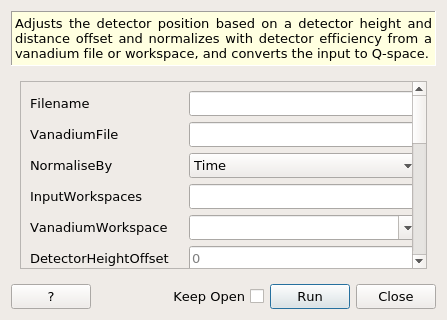 Adjusts the detector position based on a detector height and
distance offset and normalizes with detector efficiency from a
vanadium file or workspace, and converts the input to Q-space.
Filename
VanadiumFile
NormaliseBy Time
InputWorkspaces
VanadiumWorkspace
DetectorHeightOffset 0
? Keep Open Run Close